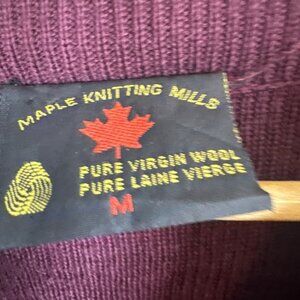 MAPLE KNITTING MILLS
PURE VIRGIN WOOL
PURE LAINE VIERGE
M